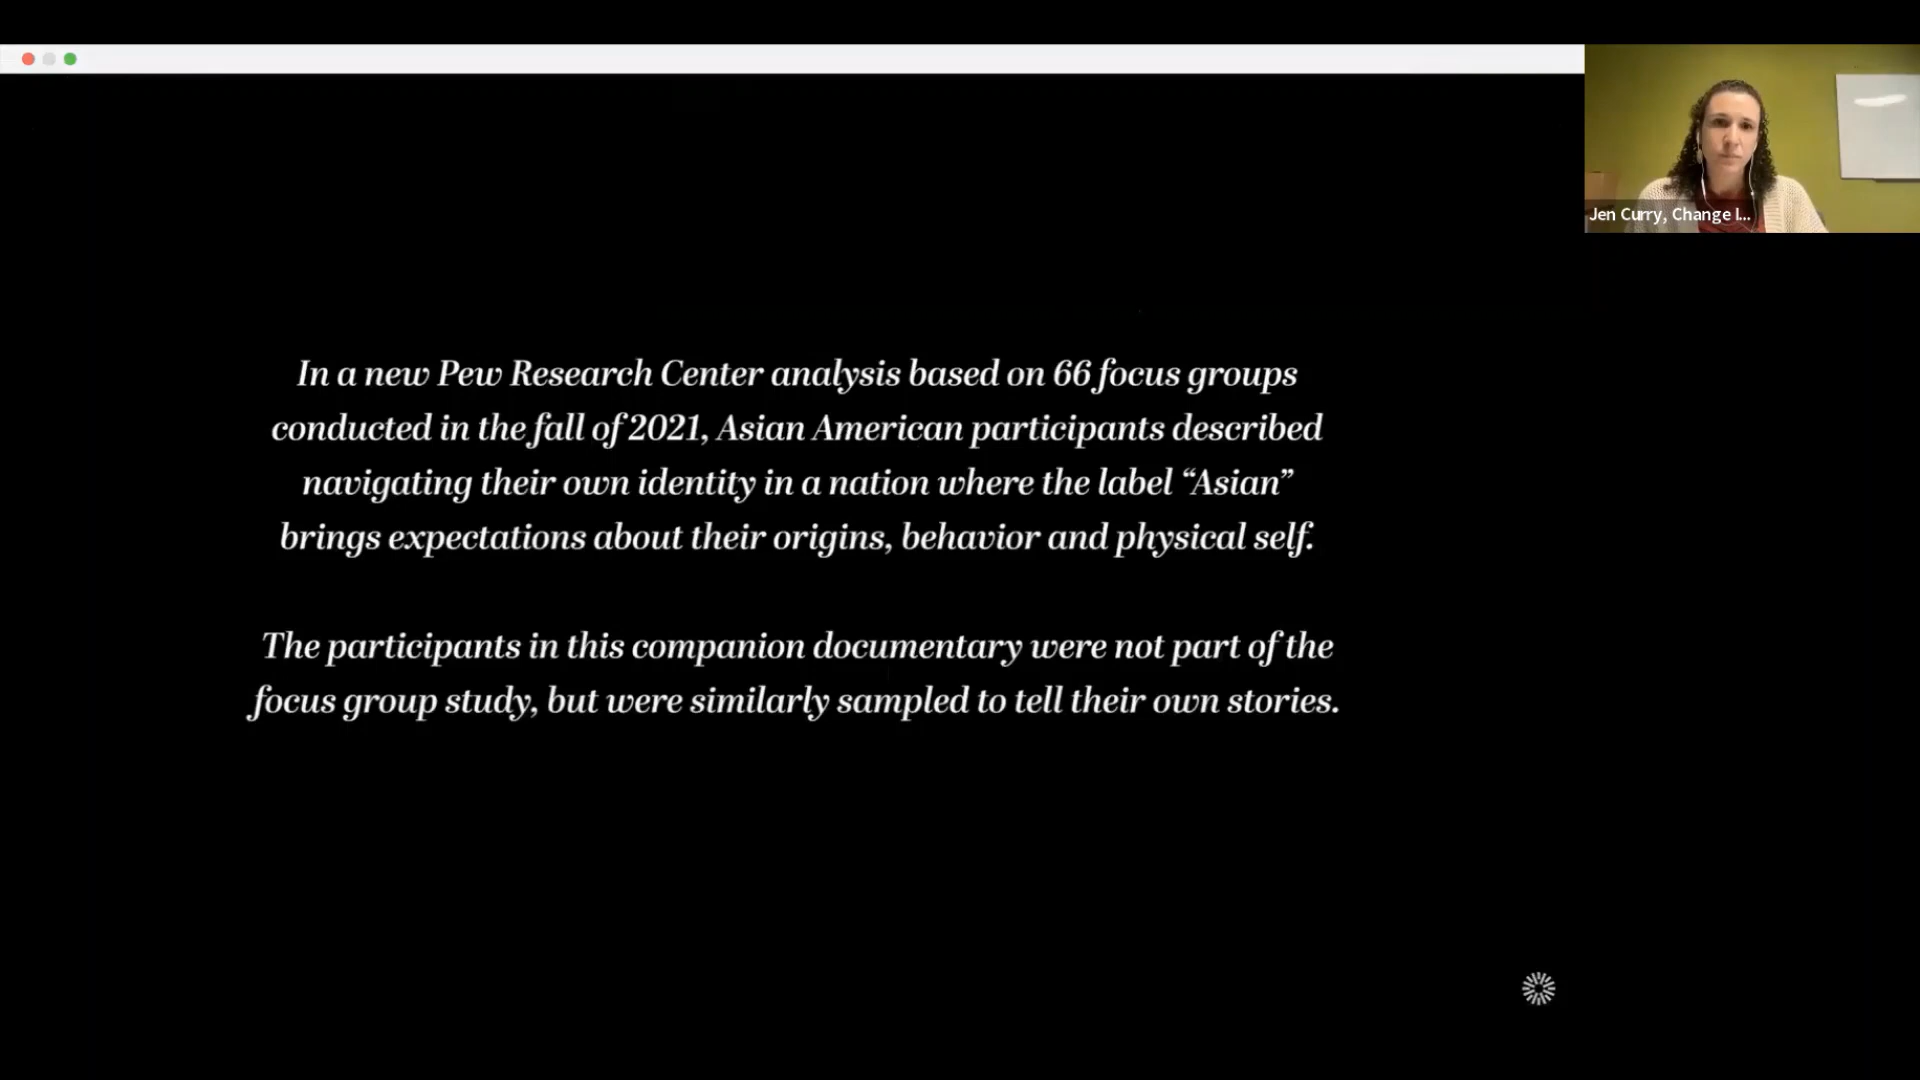 Jen Curry, Change I...
In a new Pew Research Center analysis based on 66 focus groups
conducted in the fall of 2021, Asian American participants described
navigating their own identity in a nation where the label “Asian”
brings expectations about their origins, behavior and physical self.
The participants in this companion documentary were not part of the
focus group study, but were similarly sampled to tell their own stories.